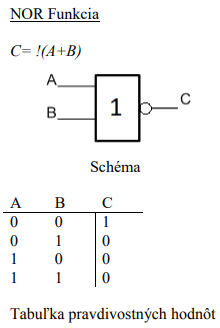 NOR Funkcia
C= !(A+B)
A
B
1
C
Schéma
A B C
0 0 1
0 1 0
1 0 0
1 1 0
Tabuľka pravdivostných hodnôt